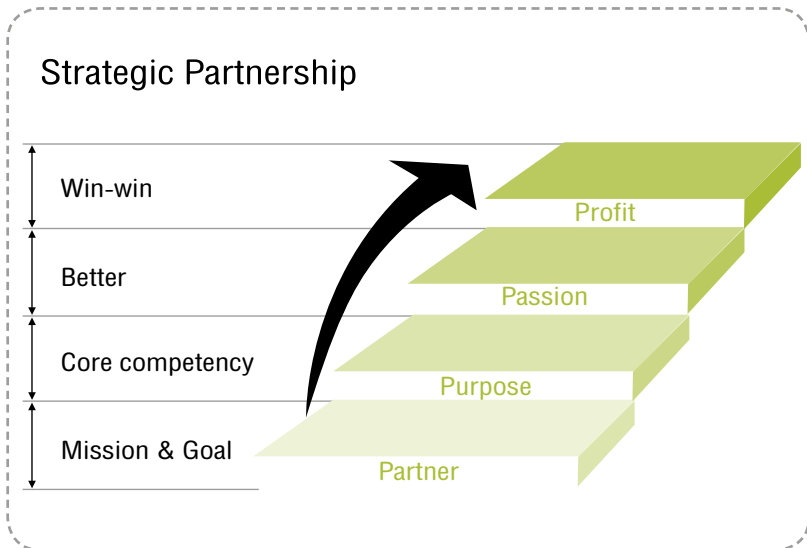 Strategic Partnership
Win-win
Profit
Better
Passion
Core competency
Purpose
Mission & Goal
Partner